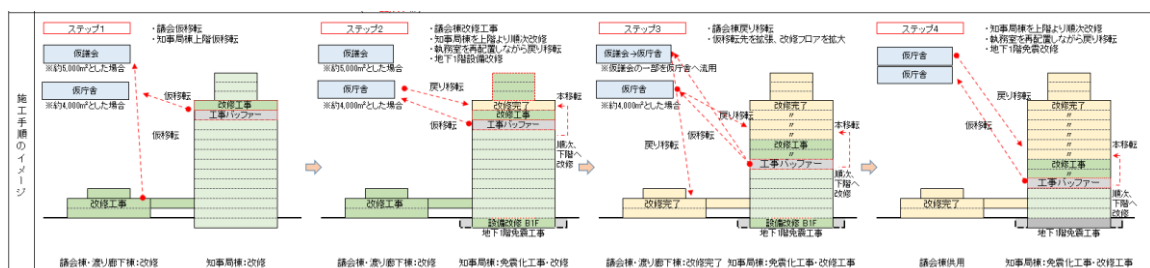 施工手順のイメージ
ステップ1
・議会仮移転
・知事局棟上階仮移転
仮議会
※約5,000m²とした場合
仮庁舎
※約4,000m²とした場合
仮移転
仮移転
改修工事
工事バッファー
改修工事
議会棟・渡り廊下棟:改修
知事局棟:改修
ステップ2
・議会棟改修工事
・知事局棟を上階より順次改修
・執務室を再配置しながら戻り移転
・地下1階設備改修
仮議会
※約5,000m²とした場合
仮庁舎
※約4,000m²とした場合
戻り移転
仮移転
改修完了
改修工事
工事バッファー
本移転
順次、
下階へ
改修
改修工事
設備改修 B1F
地下1階免震工事
議会棟・渡り廊下棟:改修
知事局棟:免震化工事・改修
ステップ3
・議会棟戻り移転
・仮移転先を拡張、改修フロアを拡大
仮議会→仮庁舎
※仮議会の一部を仮庁舎へ流用
仮庁舎
※約4,000m²とした場合
戻り移転
戻り移転
仮移転
仮移転
改修完了
〃
〃
改修工事
〃
工事バッファー
本移転
順次、
下階へ
改修
改修完了
設備改修 B1F
地下1階免震工事
議会棟・渡り廊下棟:改修完了
知事局棟:免震化工事・改修工事
ステップ4
・知事局棟を上階より順次改修
・執務室を再配置しながら戻り移転
・地下1階免震改修
仮庁舎
仮庁舎
戻り移転
仮移転
改修完了
〃
〃
〃
改修工事
〃
工事バッファー
本移転
順次、
下階へ
改修
改修完了
地下1階免震工事
議会棟供用
知事局棟:免震化工事・改修工事